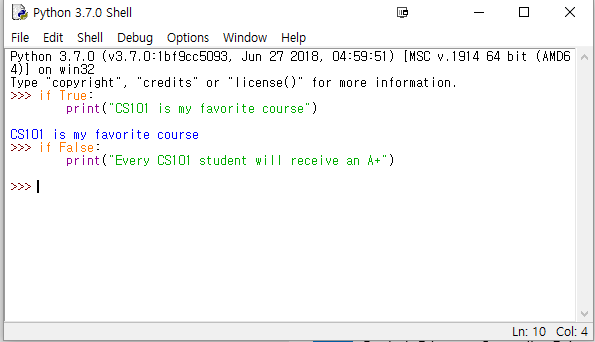 Python 3.7.0 Shell
File Edit Shell Debug Options Window Help
Python 3.7.0 (v3.7.0:1bf9cc5093, Jun 27 2018, 04:59:51) [MSC v.1914 64 bit (AMD6
4)] on win32
Type "copyright", "credits" or "license()" for more information.
>>> if True:
        print("CS101 is my favorite course")
CS101 is my favorite course
>>> if False:
        print("Every CS101 student will receive an A+")
>>>
Ln: 10 Col: 4